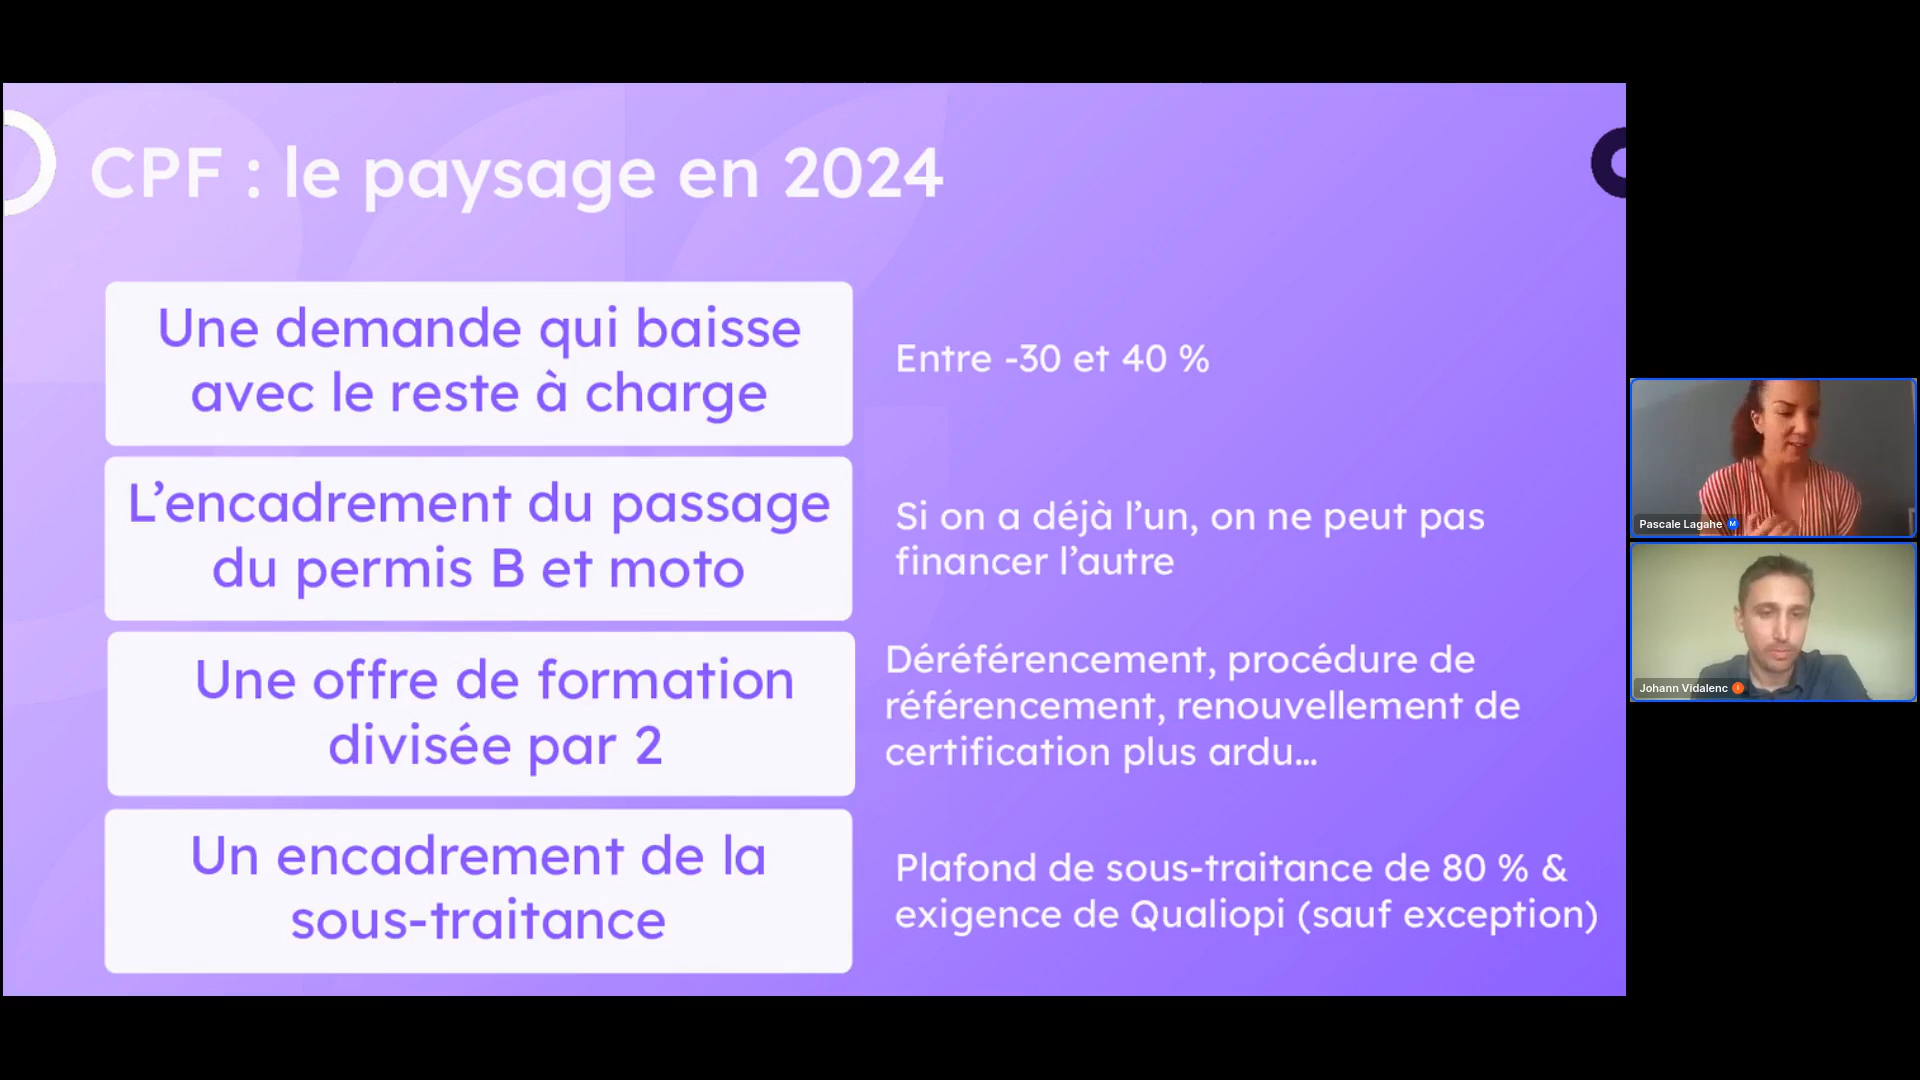 CPF : le paysage en 2024
Une demande qui baisse
avec le reste à charge
Entre -30 et 40 %
L’encadrement du passage
du permis B et moto
Si on a déjà l’un, on ne peut pas
financer l’autre
Une offre de formation
divisée par 2
Déréférencement, procédure de
référencement, renouvellement de
certification plus ardu...
Un encadrement de la
sous-traitance
Plafond de sous-traitance de 80 % &
exigence de Qualiopi (sauf exception)
Pascale Lagahe M
Johann Vidalenc